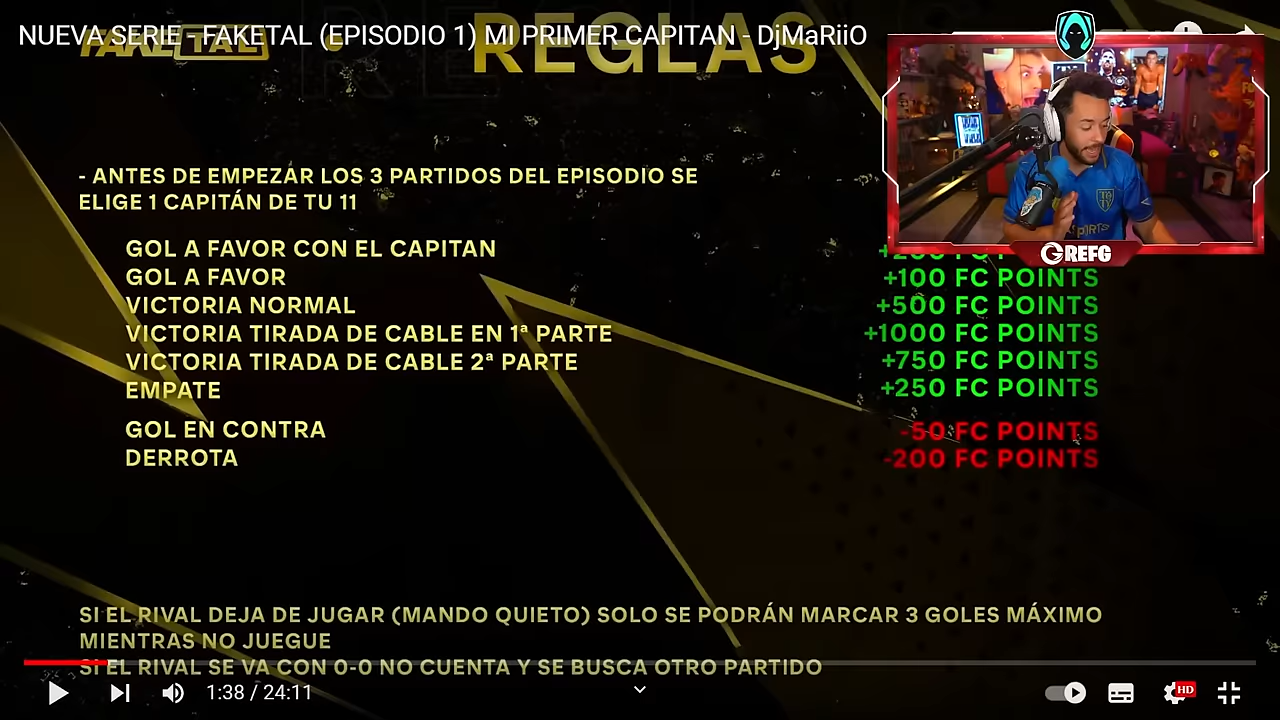 NUEVA SERIE - FAKETAL (EPISODIO 1) MI PRIMER CAPITAN - DjMaRiiO
FAKETAL
REGLAS
GREFG
- ANTES DE EMPEZAR LOS 3 PARTIDOS DEL EPISODIO SE
ELIGE 1 CAPITÁN DE TU 11
GOL A FAVOR CON EL CAPITAN
GOL A FAVOR +100 FC POINTS
VICTORIA NORMAL +500 FC POINTS
VICTORIA TIRADA DE CABLE EN 1ª PARTE +1000 FC POINTS
VICTORIA TIRADA DE CABLE 2ª PARTE +750 FC POINTS
EMPATE +250 FC POINTS
GOL EN CONTRA -50 FC POINTS
DERROTA -200 FC POINTS
SI EL RIVAL DEJA DE JUGAR (MANDO QUIETO) SOLO SE PODRÁN MARCAR 3 GOLES MÁXIMO
MIENTRAS NO JUEGUE
SI EL RIVAL SE VA CON 0-0 NO CUENTA Y SE BUSCA OTRO PARTIDO
1:38 / 24:11
HD